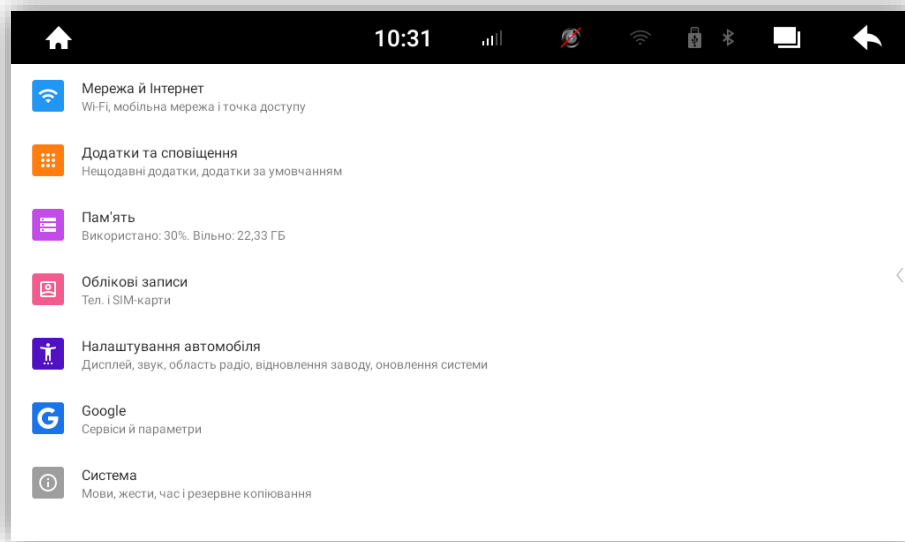 10:31
Мережа й Інтернет
Wi-Fi, мобільна мережа і точка доступу
Додатки та сповіщення
Нещодавні додатки, додатки за умовчанням
Пам'ять
Використано: 30%. Вільно: 22,33 ГБ
Облікові записи
Тел. і SIM-карти
Налаштування автомобіля
Дисплей, звук, область радіо, відновлення заводу, оновлення системи
Google
Сервіси й параметри
Система
Мови, жести, час і резервне копіювання